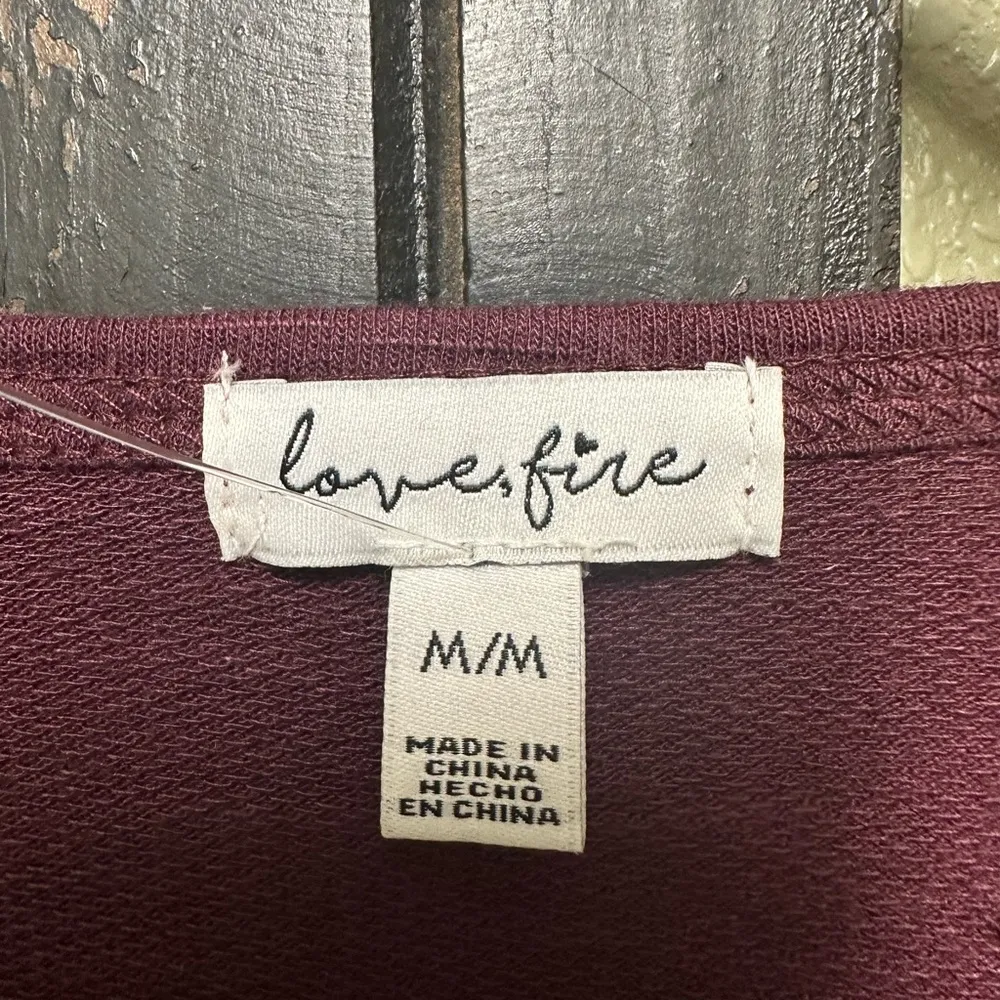 love, fire
M/M
MADE IN
CHINA
HECHO
EN CHINA